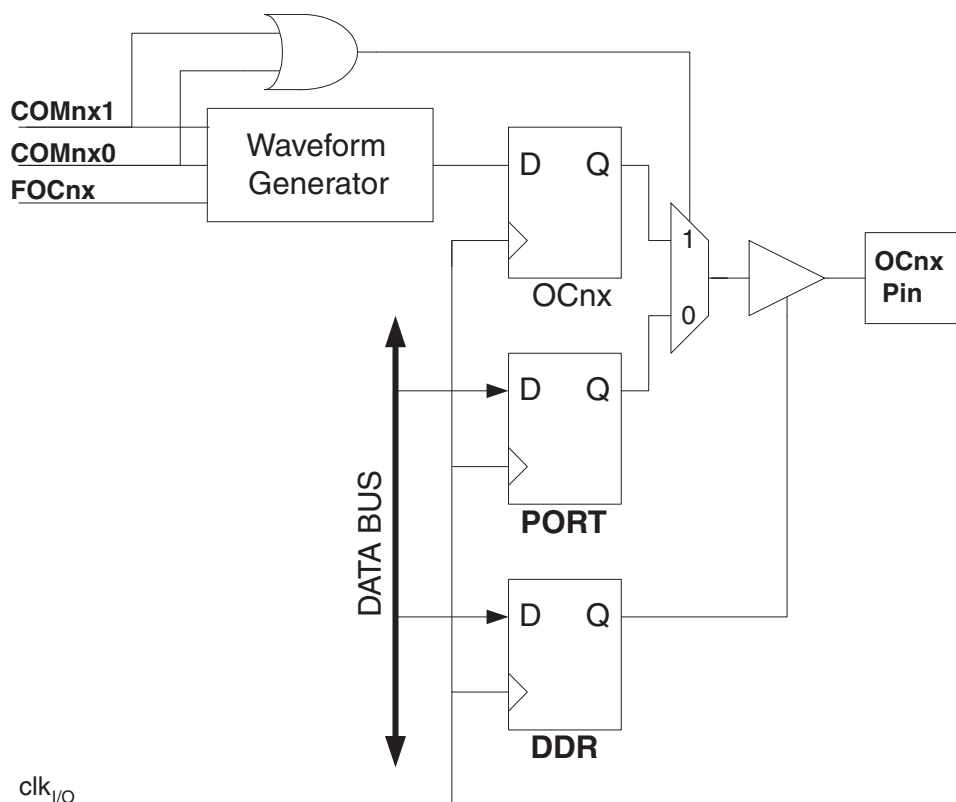 COMnx1
COMnx0
FOCnx
Waveform
Generator
D Q
OCnx
1
0
OCnx
Pin
D Q
PORT
DATA BUS
D Q
DDR
clkI/O